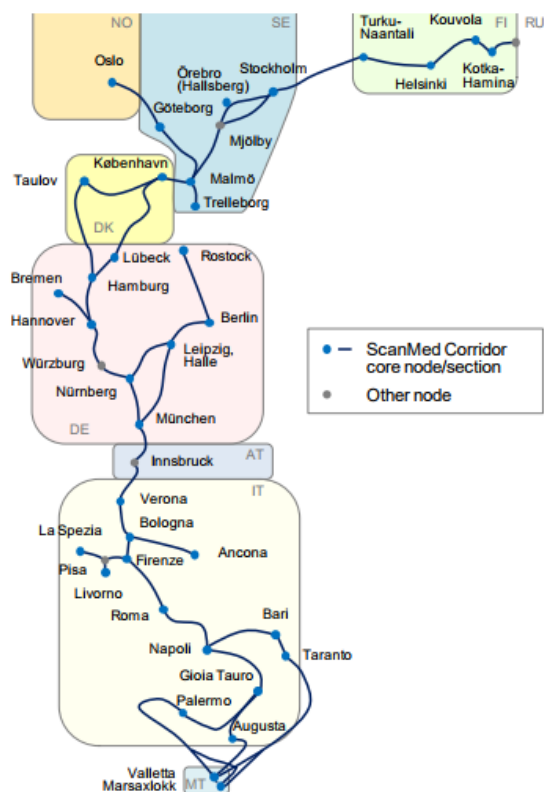 NO
SE
FI
RU
Oslo
Örebro
(Hallsberg)
Stockholm
Turku-
Naantali
Kouvola
Helsinki
Kotka-
Hamina
Göteborg
Mjölby
København
Taulov
Malmö
Trelleborg
DK
Lübeck
Rostock
Bremen
Hamburg
Hannover
Berlin
Würzburg
Leipzig,
Halle
Nürnberg
München
DE
ScanMed Corridor
core node/section
Other node
Innsbruck
AT
IT
Verona
Bologna
La Spezia
Pisa
Firenze
Ancona
Livorno
Roma
Bari
Napoli
Taranto
Gioia Tauro
Palermo
Augusta
Valletta
Marsaxlokk
MT